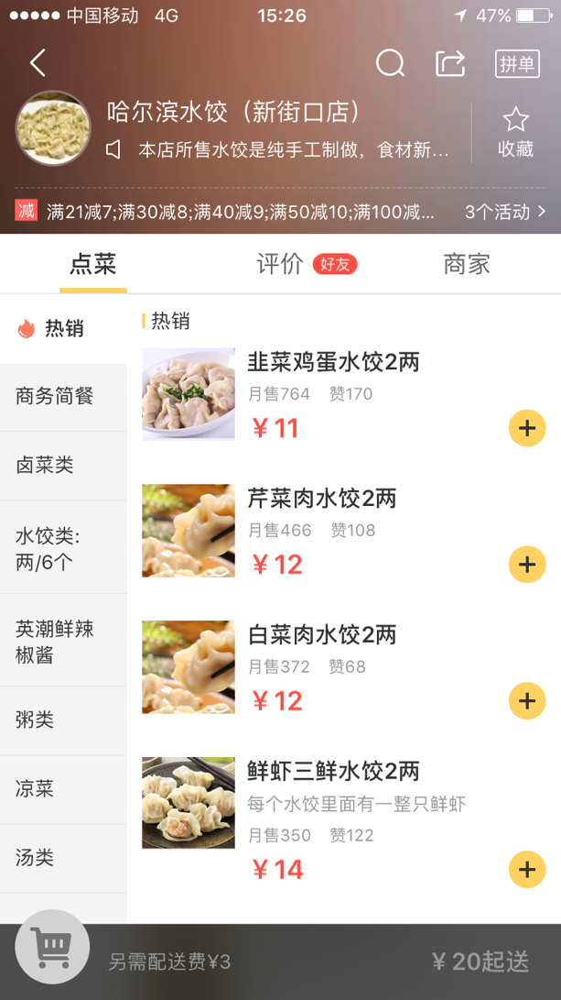 中国移动 4G 15:26 47%
拼单
哈尔滨水饺（新街口店）
本店所售水饺是纯手工制做，食材新...
收藏
减 满21减7;满30减8;满40减9;满50减10;满100减... 3个活动
点菜 评价 好友 商家
热销
商务简餐
卤菜类
水饺类:
两/6个
英潮鲜辣
椒酱
粥类
凉菜
汤类
热销
韭菜鸡蛋水饺2两
月售764 赞170
¥11
芹菜肉水饺2两
月售466 赞108
¥12
白菜肉水饺2两
月售372 赞68
¥12
鲜虾三鲜水饺2两
每个水饺里面有一整只鲜虾
月售350 赞122
¥14
另需配送费¥3 ¥20起送